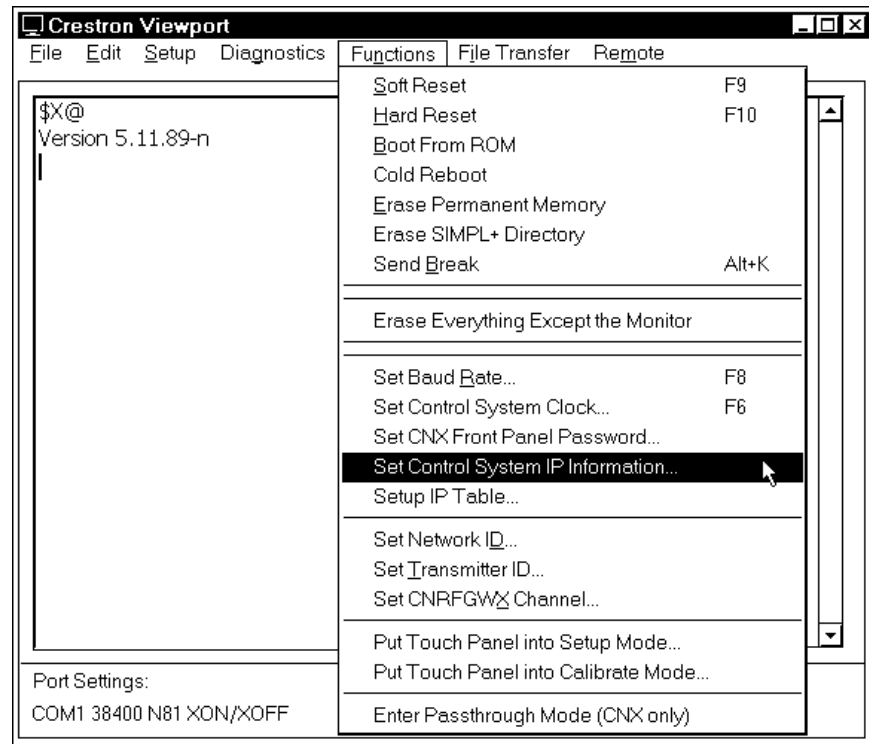 Crestron Viewport
File Edit Setup Diagnostics Functions File Transfer Remote
$X@
Version 5.11.89-n
Soft Reset F9
Hard Reset F10
Boot From ROM
Cold Reboot
Erase Permanent Memory
Erase SIMPL+ Directory
Send Break Alt+K
Erase Everything Except the Monitor
Set Baud Rate... F8
Set Control System Clock... F6
Set CNX Front Panel Password...
Set Control System IP Information...
Setup IP Table...
Set Network ID...
Set Transmitter ID...
Set CNRFGWX Channel...
Put Touch Panel into Setup Mode...
Put Touch Panel into Calibrate Mode...
Enter Passthrough Mode (CNX only)
Port Settings:
COM1 38400 N81 XON/XOFF